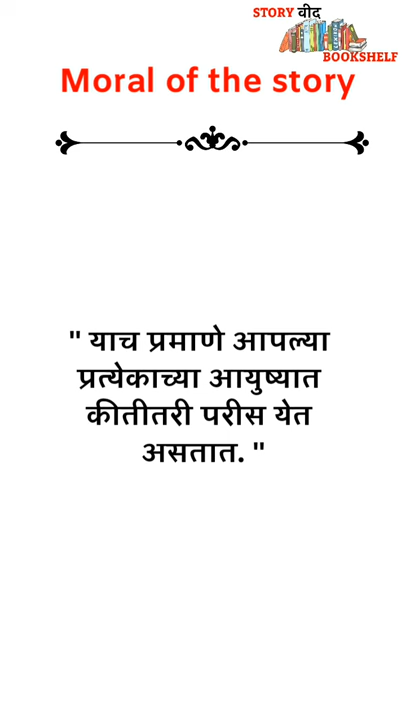 STORY वीद
BOOKSHELF
Moral of the story
" याच प्रमाणे आपल्या
प्रत्येकाच्या आयुष्यात
कीतीतरी परीस येत
असतात. "